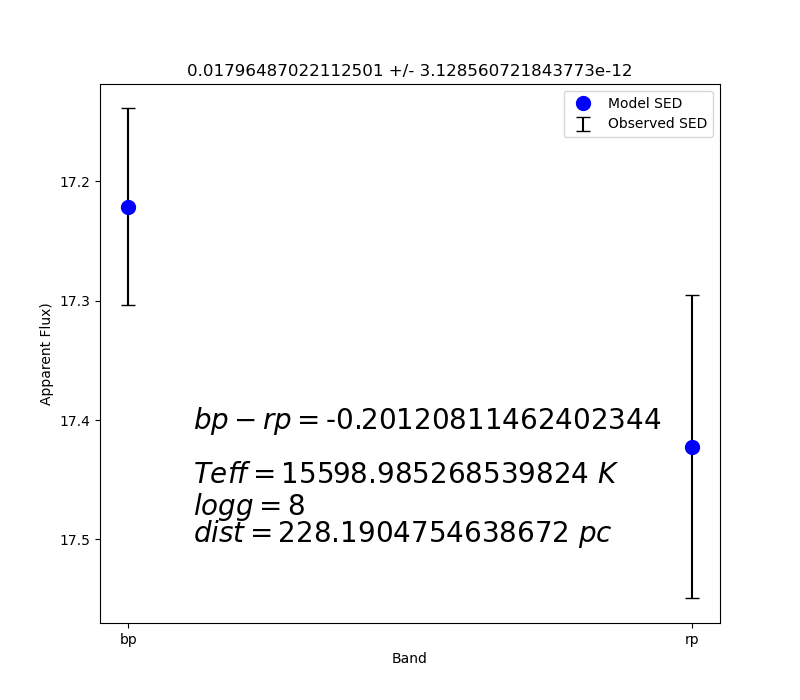 0.01796487022112501 +/- 3.128560721843773e-12
Model SED
Observed SED
17.2
17.3
17.4
17.5
Apparent Flux)
bp − rp = -0.20120811462402344
Teff = 15598.985268539824 K
logg = 8
dist = 228.1904754638672 pc
bp
rp
Band